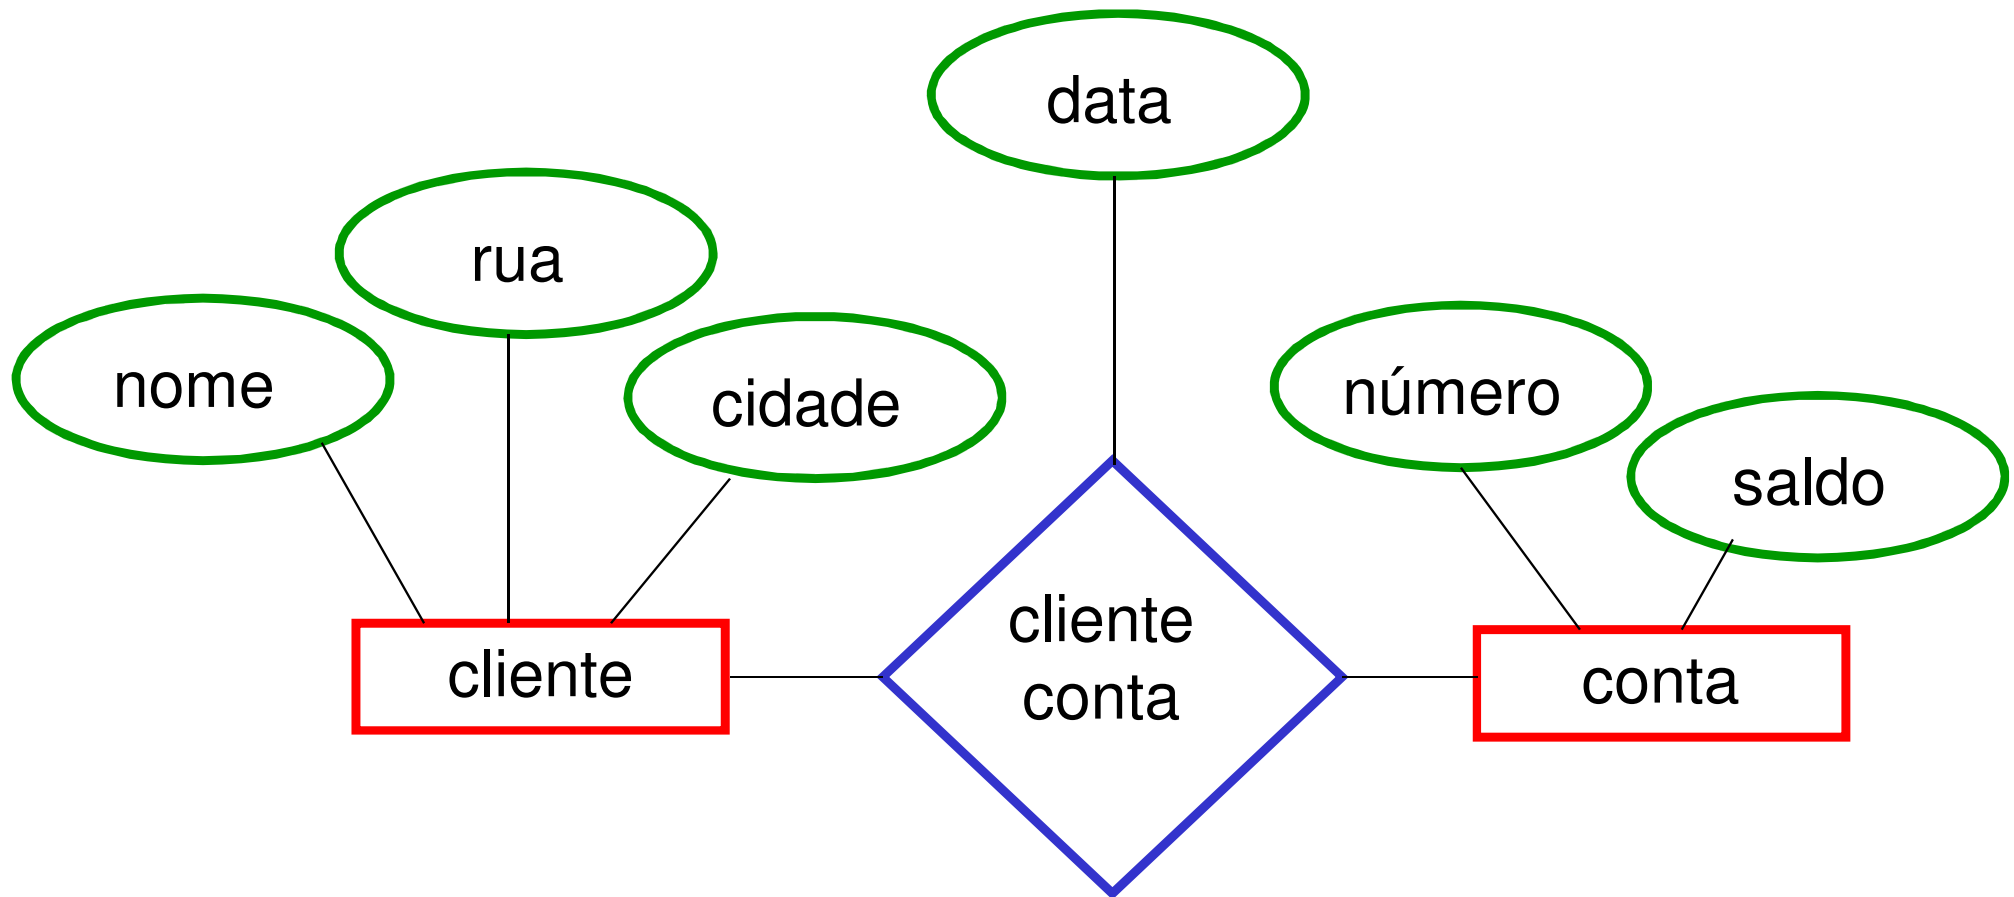 data
rua
nome
cidade
número
saldo
cliente
cliente
conta
conta